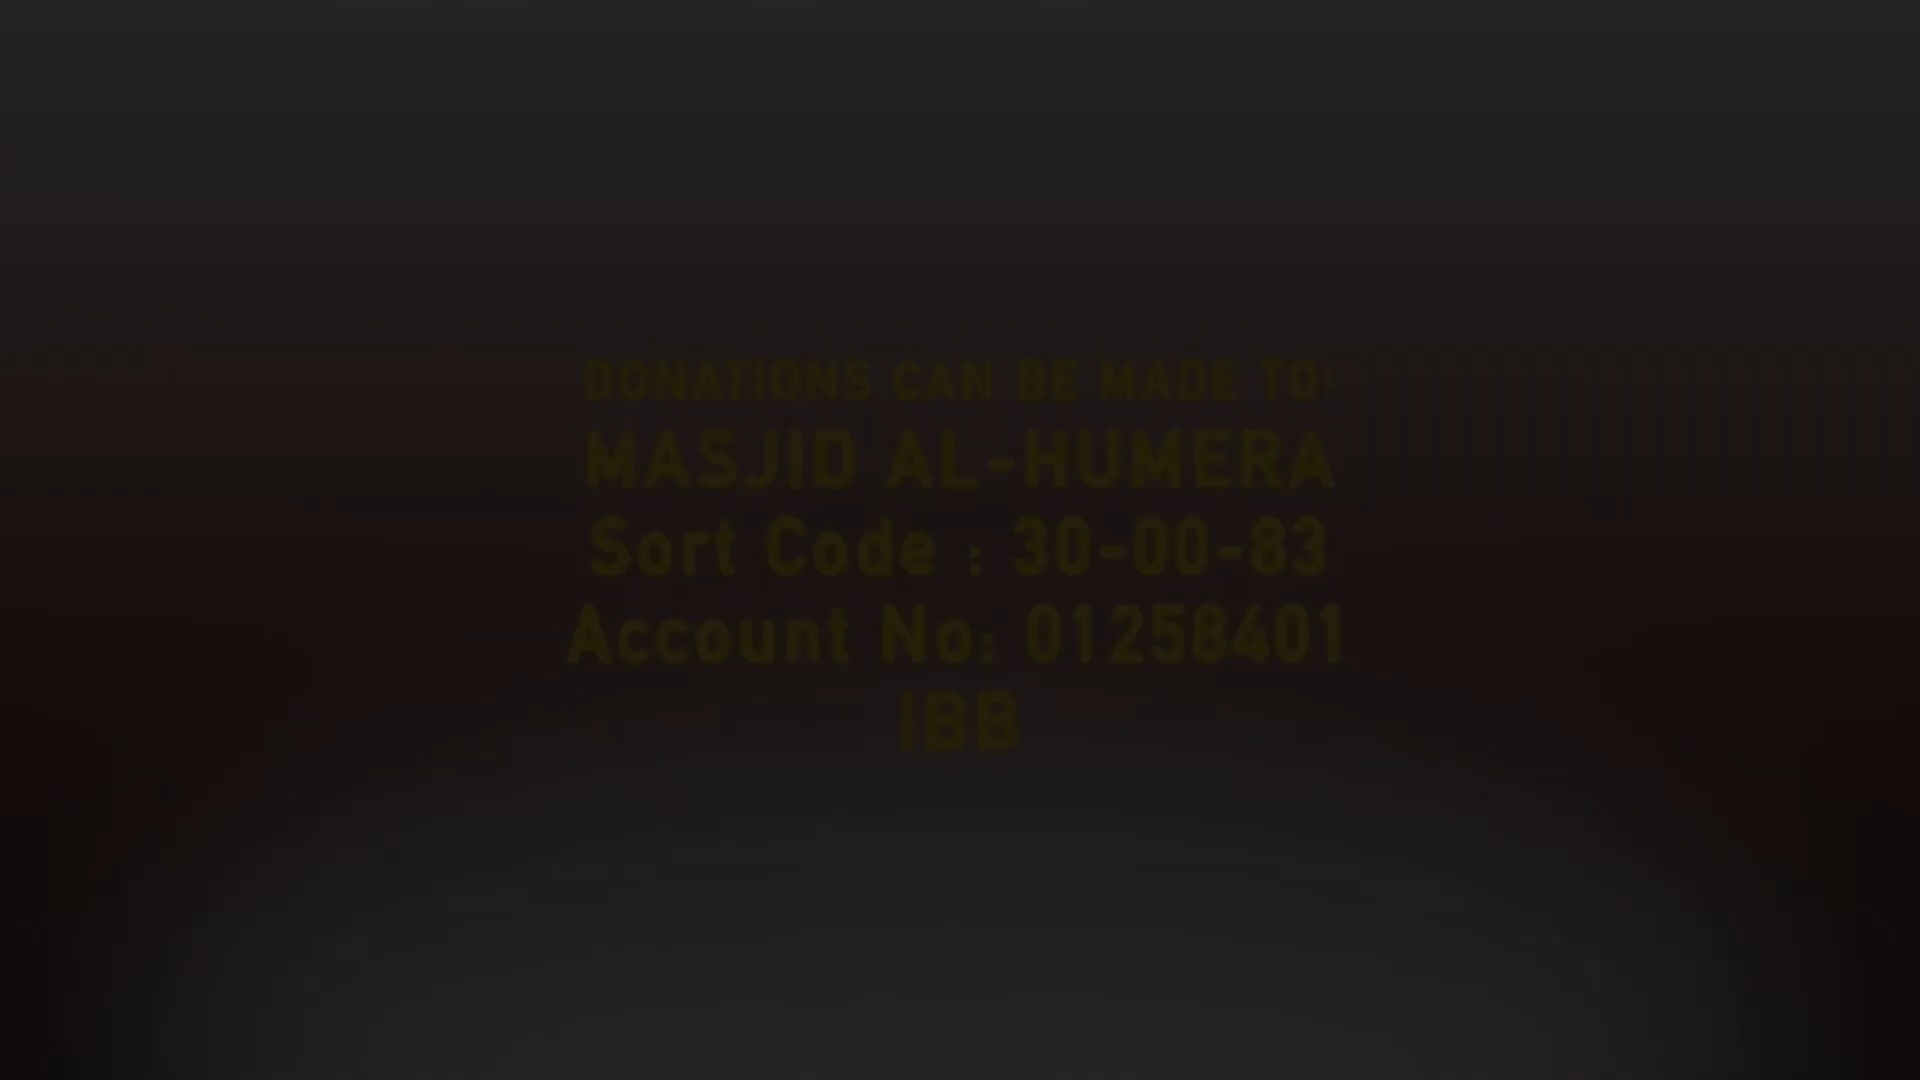 DONATIONS CAN BE MADE TO:
MASJID AL-HUMERA
Sort Code : 30-00-83
Account No: 01258401
IBB